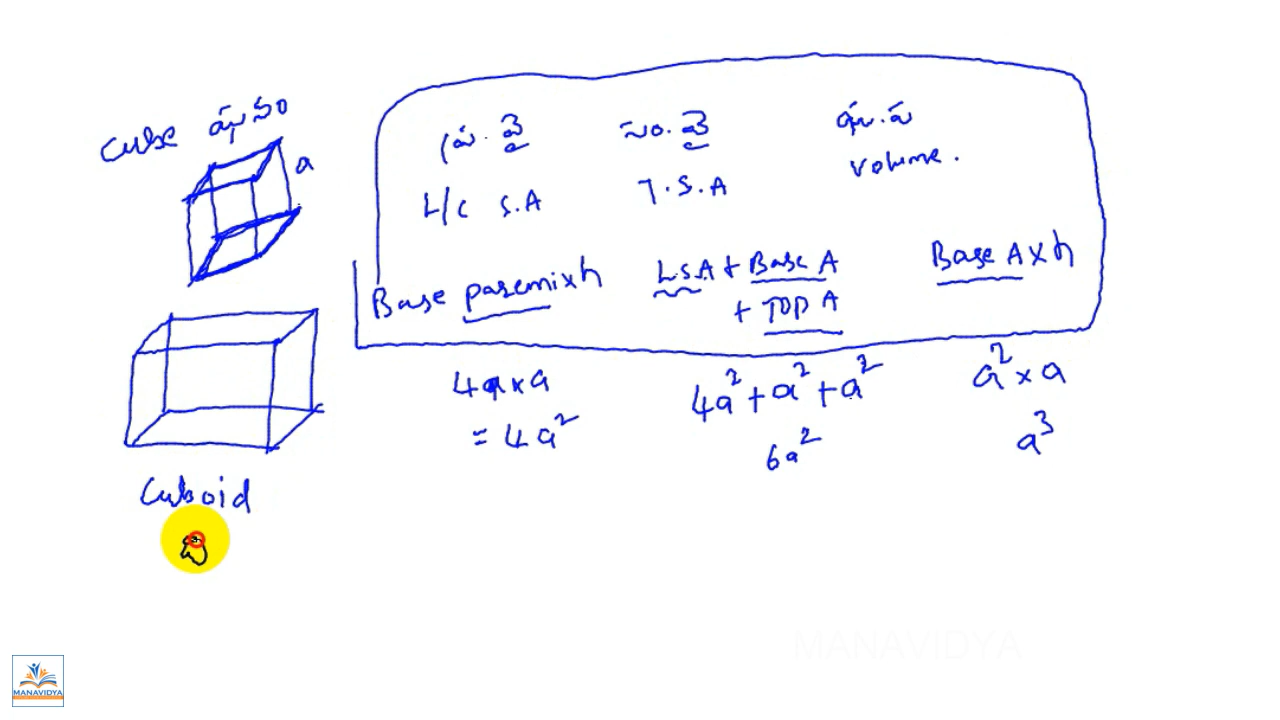 Cube ఘనం
a
ప్ర.వై
సం.వై
ఘ.ప
L/C S.A
T.S.A
volume.
Base paremixh
LSA + Base A
+ TOP A
Base A x h
4a x a
= 4a²
4a² + a² + a²
6a²
a² x a
a³
Cuboid
MANAVIDYA
MANAVIDYA